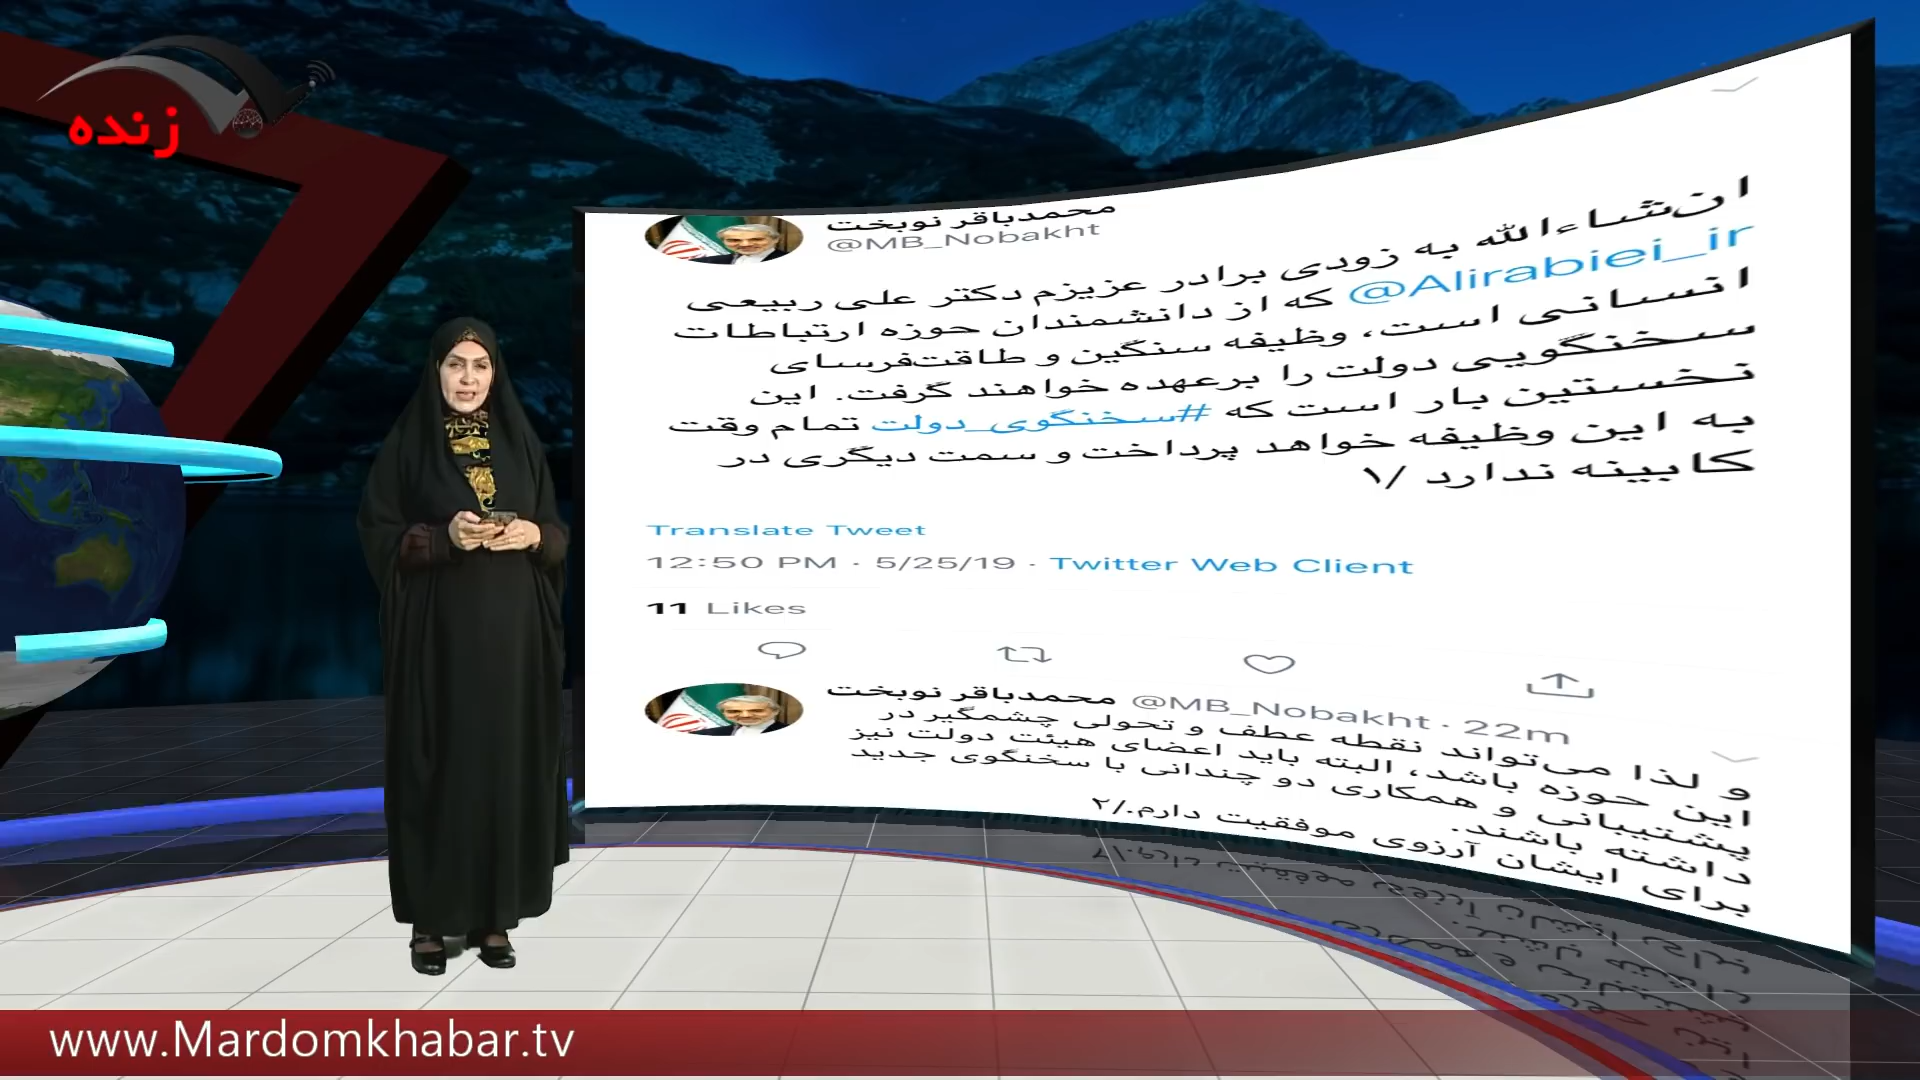 زنده
محمدباقر نوبخت
@MB_Nobakht
ان‌شاءالله به زودی برادر عزیزم دکتر علی ربیعی
@Alirabiei_ir که از دانشمندان حوزه ارتباطات
انسانی است، وظیفه سنگین و طاقت‌فرسای
سخنگویی دولت را برعهده خواهند گرفت. این
نخستین بار است که #سخنگوی_دولت تمام وقت
به این وظیفه خواهد پرداخت و سمت دیگری در
کابینه ندارد /۱
Translate Tweet
12:50 PM · 5/25/19 · Twitter Web Client
11 Likes
محمدباقر نوبخت @MB_Nobakht · 22m
و لذا می‌تواند نقطه عطف و تحولی چشمگیر در
این حوزه باشد، البته باید اعضای هیئت دولت نیز
پشتیبانی و همکاری دو چندانی با سخنگوی جدید
داشته باشند.
برای ایشان آرزوی موفقیت دارم./۲
www.Mardomkhabar.tv